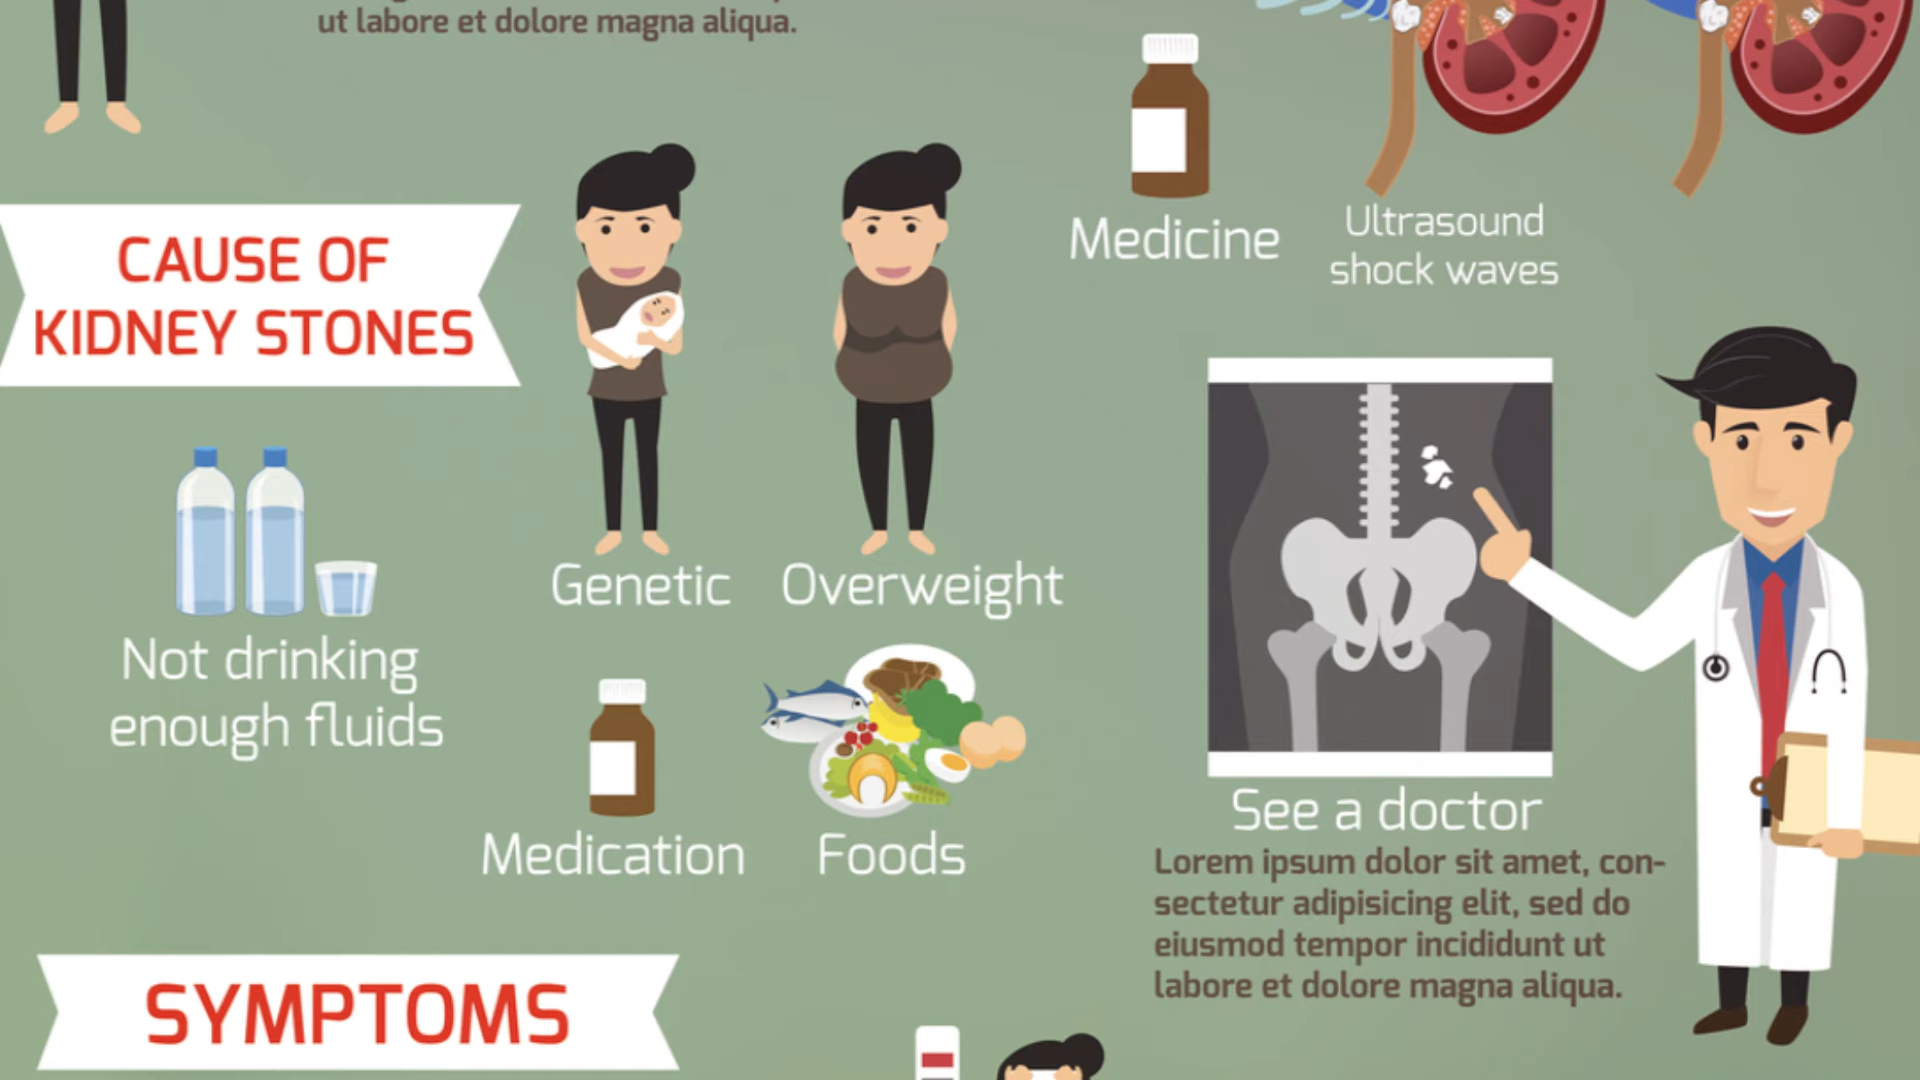 ut labore et dolore magna aliqua.
CAUSE OF
KIDNEY STONES
Not drinking
enough fluids
Genetic
Overweight
Medication
Foods
SYMPTOMS
Medicine
Ultrasound
shock waves
See a doctor
Lorem ipsum dolor sit amet, con-
sectetur adipisicing elit, sed do
eiusmod tempor incididunt ut
labore et dolore magna aliqua.